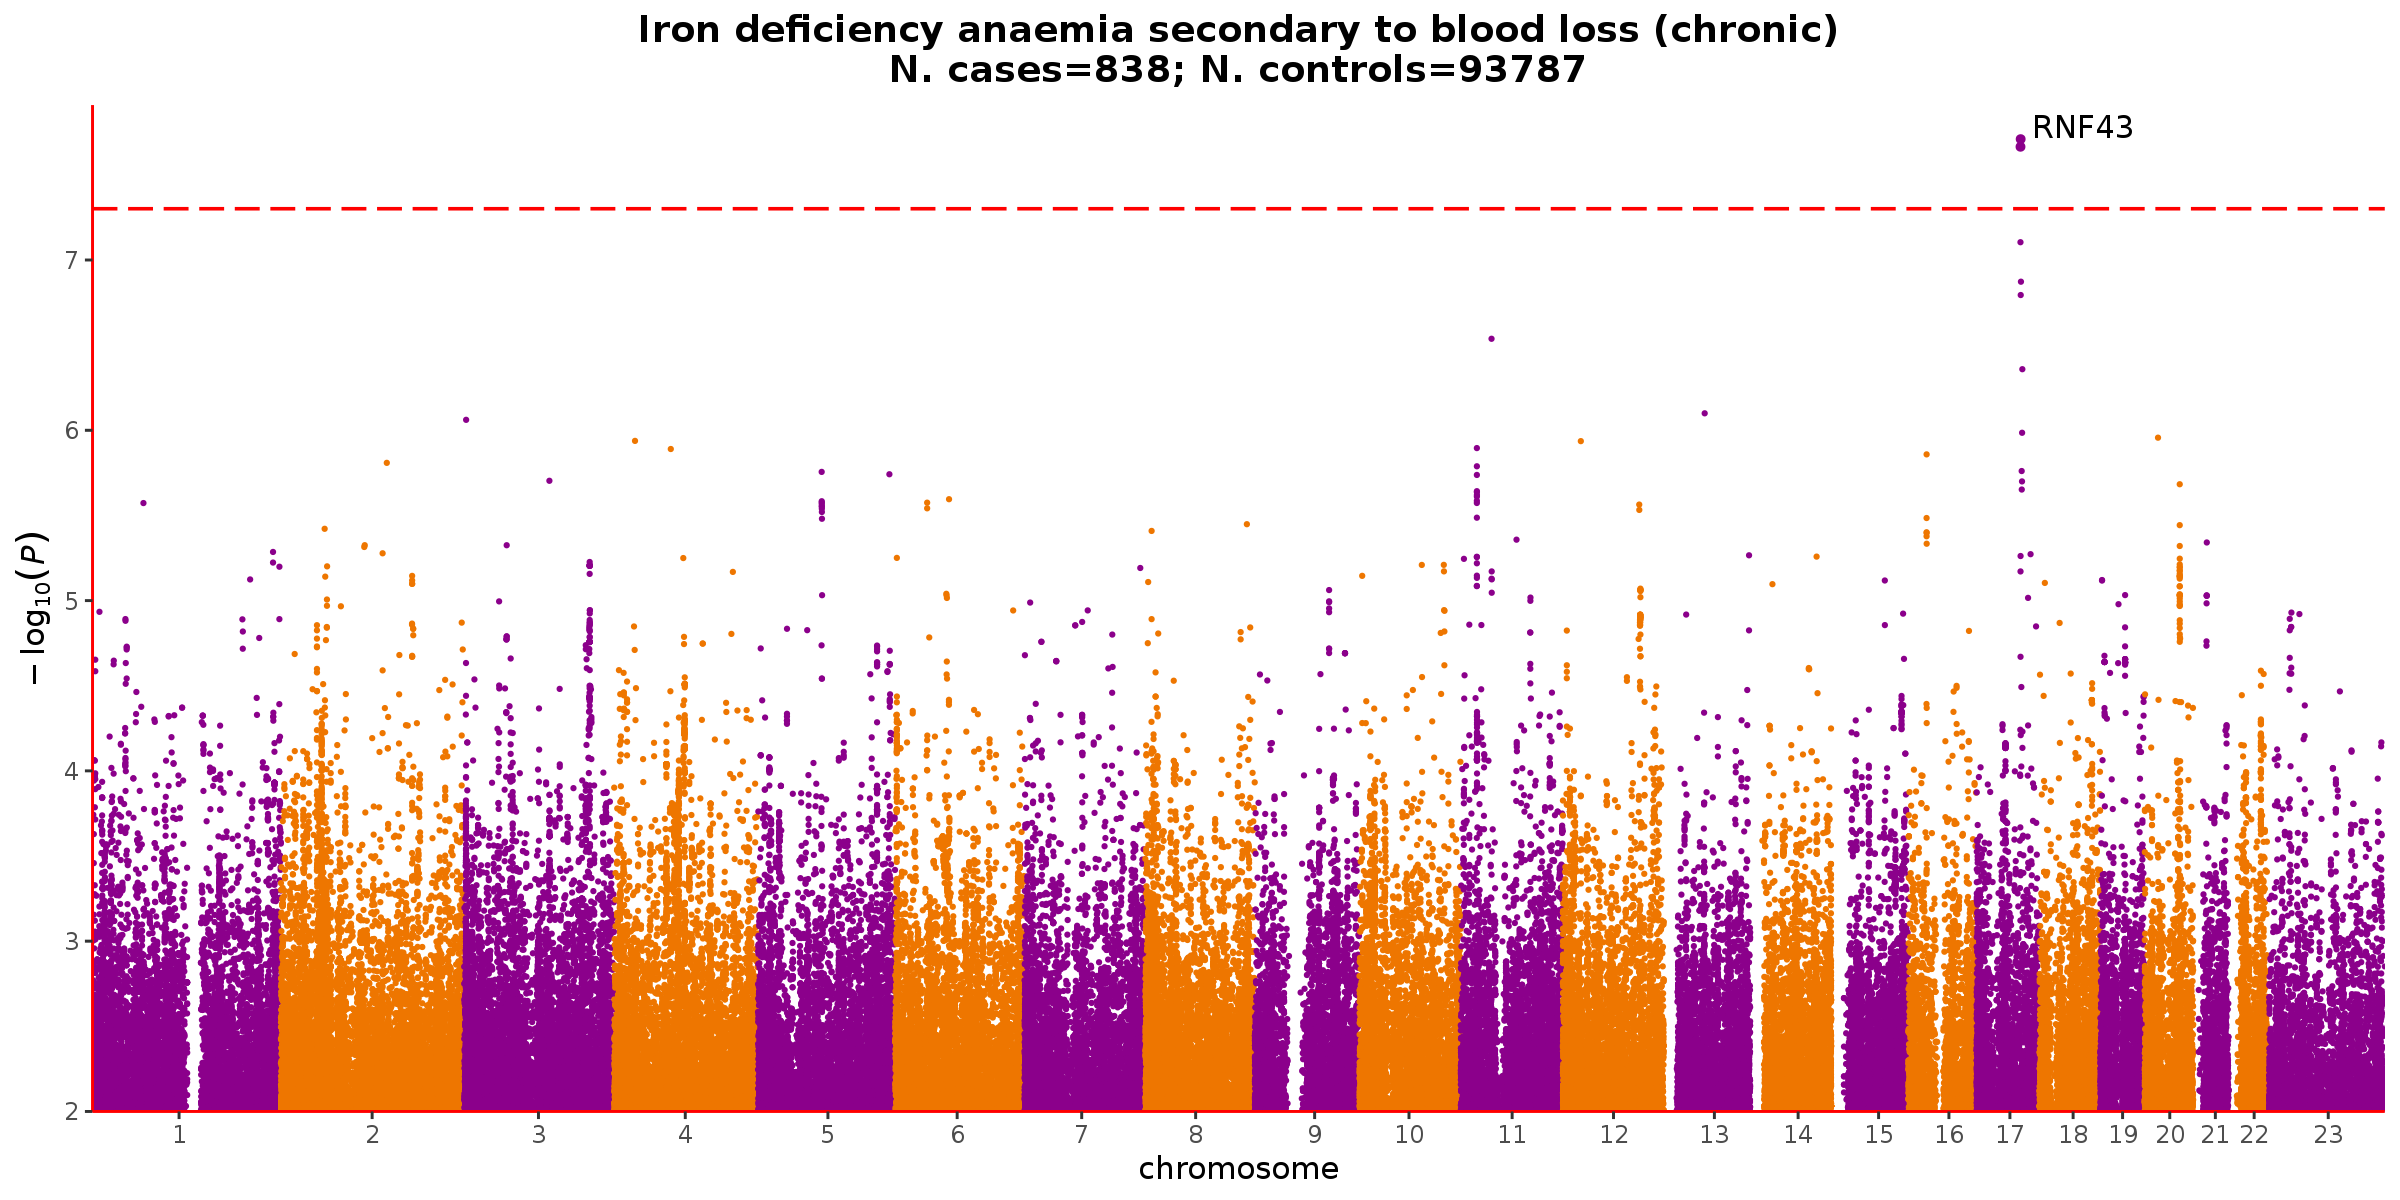 Iron deficiency anaemia secondary to blood loss (chronic)
N. cases=838; N. controls=93787
RNF43
7
6
5
4
3
2
−log₁₀(P)
1 2 3 4 5 6 7 8 9 10 11 12 13 14 15 16 17 18 19 20 21 22 23
chromosome